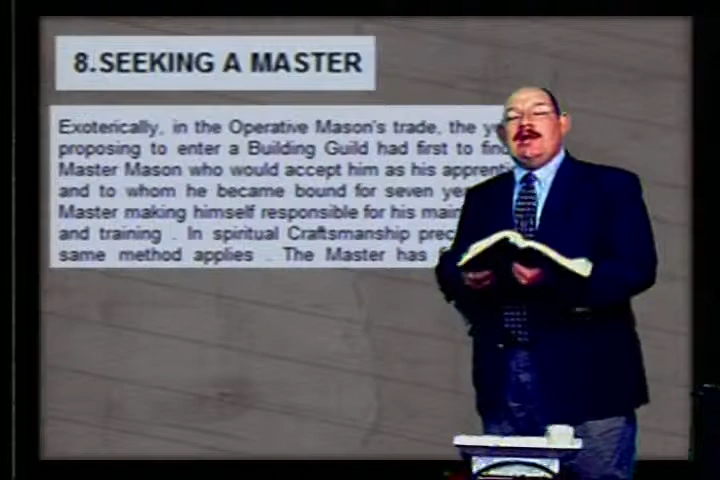 8.SEEKING A MASTER
Exoterically, in the Operative Mason's trade, the
proposing to enter a Building Guild had first to
Master Mason who would accept him as his
and to whom he became bound for seven
Master making himself responsible for his
and training . In spiritual Craftsmanship
same method applies . The Master has